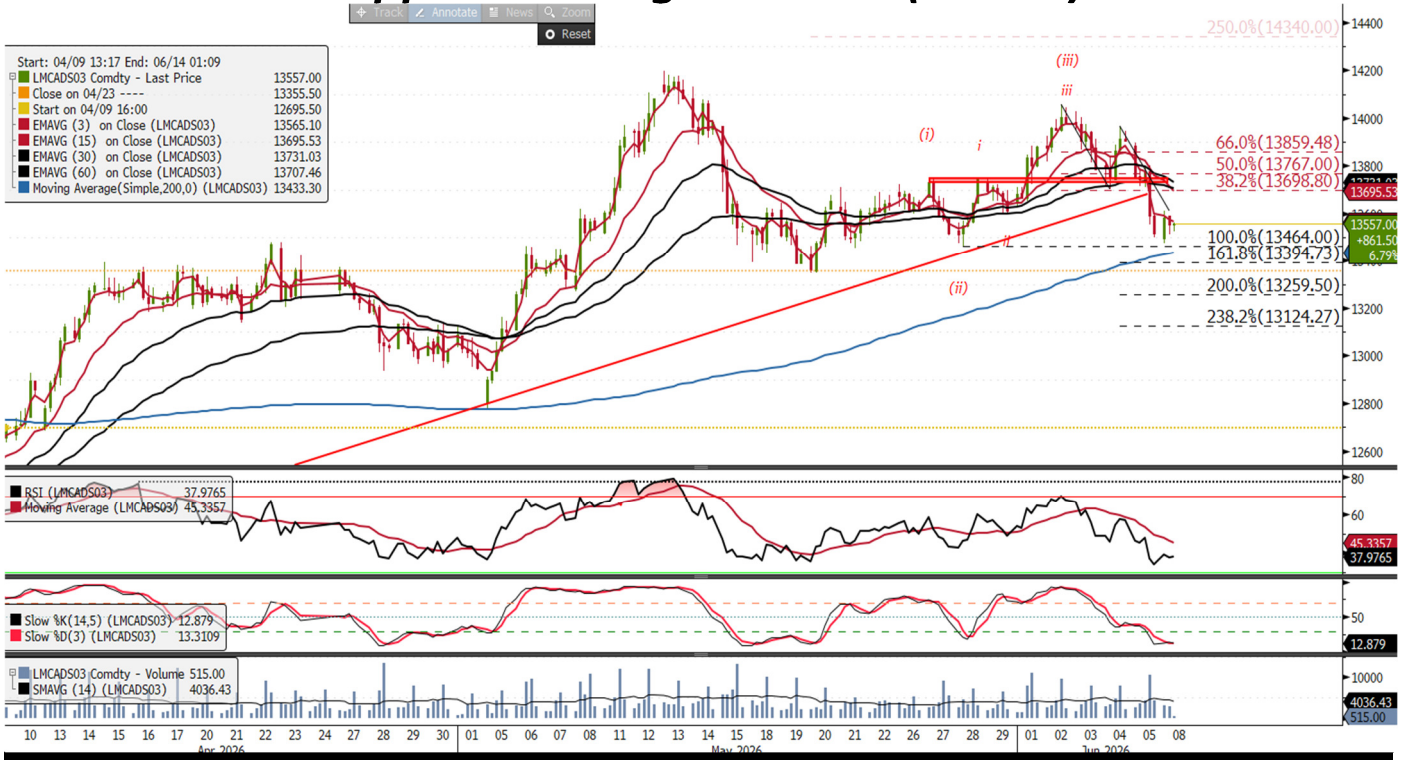 Track Annotate News Zoom
Reset
Start: 04/09 13:17 End: 06/14 01:09
LMCADS03 Comdty - Last Price 13557.00
Close on 04/23 ---- 13355.50
Start on 04/09 16:00 12695.50
EMAVG (3) on Close (LMCADS03) 13565.10
EMAVG (15) on Close (LMCADS03) 13695.53
EMAVG (30) on Close (LMCADS03) 13731.03
EMAVG (60) on Close (LMCADS03) 13707.46
Moving Average(Simple,200,0) (LMCADS03) 13433.30
250.0%(14340.00)
14400
14200
(iii)
iii
14000
(i)
i
66.0%(13859.48)
50.0%(13767.00)
13800
38.2%(13698.80)
13695.53
13557.00
+861.50
6.79%
ii
100.0%(13464.00)
161.8%(13394.73)
(ii)
200.0%(13259.50)
13200
238.2%(13124.27)
13000
12800
12600
RSI (LMCADS03) 37.9765
Moving Average (LMCADS03) 45.3357
80
60
45.3357
37.9765
Slow %K(14,5) (LMCADS03) 12.879
Slow %D(3) (LMCADS03) 13.3109
50
12.879
LMCADS03 Comdty - Volume 515.00
SMAVG (14) (LMCADS03) 4036.43
10000
4036.43
515.00
10 13 14 15 16 17 20 21 22 23 24 27 28 29 30 01 05 06 07 08 11 12 13 14 15 18 19 20 21 22 26 27 28 29 01 02 03 04 05 08
Apr 2026 May 2026 Jun 2026